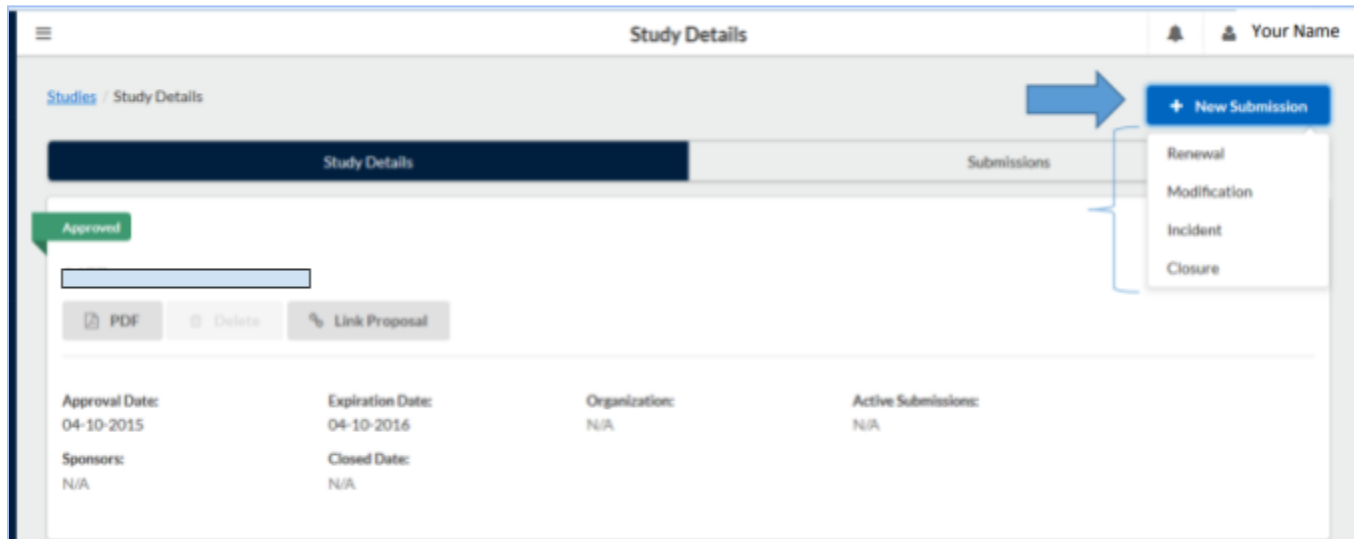 Study Details
Your Name
Studies / Study Details
+ New Submission
Study Details
Submissions
Renewal
Modification
Incident
Closure
Approved
PDF
Delete
Link Proposal
Approval Date:
Expiration Date:
Organization:
Active Submissions:
04-10-2015
04-10-2016
N/A
N/A
Sponsors:
Closed Date:
N/A
N/A